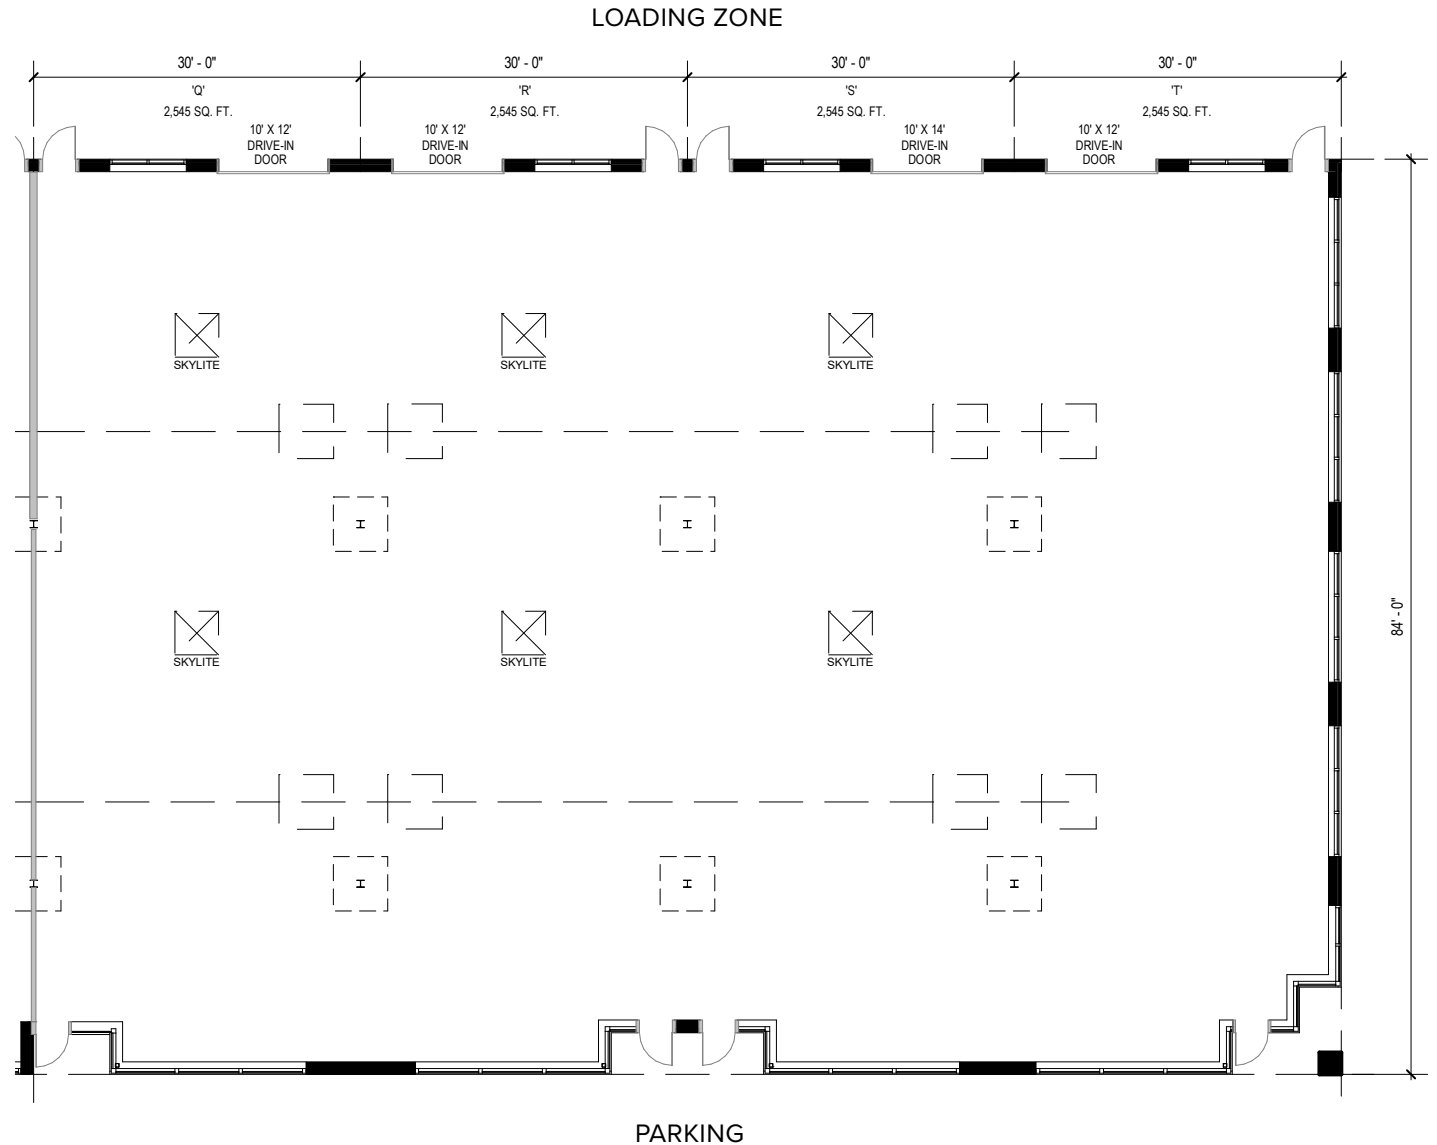 LOADING ZONE
30' - 0"
30' - 0"
30' - 0"
30' - 0"
'Q'
'R'
'S'
'T'
2,545 SQ. FT.
2,545 SQ. FT.
2,545 SQ. FT.
2,545 SQ. FT.
10' X 12'
DRIVE-IN
DOOR
10' X 12'
DRIVE-IN
DOOR
10' X 14'
DRIVE-IN
DOOR
10' X 12'
DRIVE-IN
DOOR
SKYLITE
SKYLITE
SKYLITE
84' - 0"
SKYLITE
SKYLITE
SKYLITE
PARKING